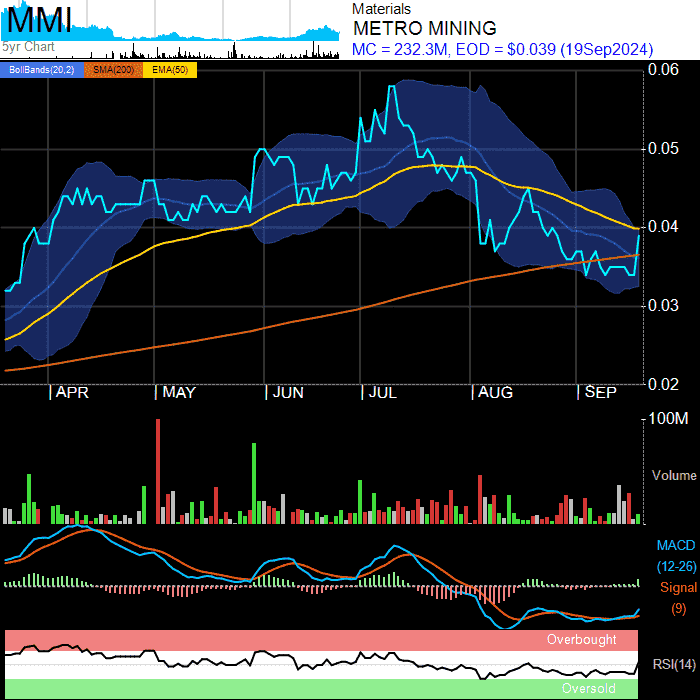 MMI
5yr Chart
Materials
METRO MINING
MC = 232.3M, EOD = $0.039 (19Sep2024)
BollBands(20,2) SMA(200) EMA(50)
0.06
0.05
0.04
0.03
0.02
APR MAY JUN JUL AUG SEP
100M
Volume
MACD
(12-26)
Signal
(9)
Overbought
RSI(14)
Oversold